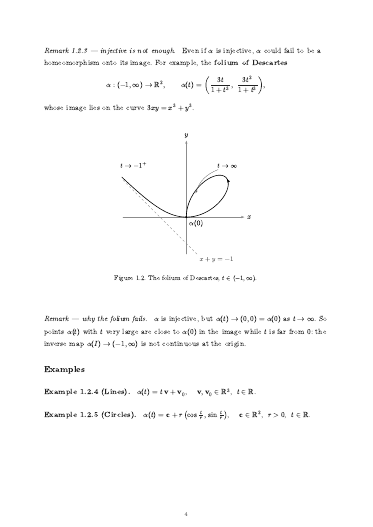 Remark 1.2.3 — injective is not enough. Even if α is injective, α could fail to be a
homeomorphism onto its image. For example, the folium of Descartes
α : (−1, ∞) → ℝ², α(t) = ( 3t / 1 + t³ , 3t² / 1 + t³ ),
whose image lies on the curve 3xy = x³ + y³.
y
t → −1⁺
t → ∞
x
α(0)
x + y = −1
Figure 1.2. The folium of Descartes, t ∈ (−1, ∞).
Remark — why the folium fails. α is injective, but α(t) → (0, 0) = α(0) as t → ∞. So
points α(t) with t very large are close to α(0) in the image while t is far from 0: the
inverse map α(I) → (−1, ∞) is not continuous at the origin.
Examples
Example 1.2.4 (Lines). α(t) = t v + v₀, v, v₀ ∈ ℝ², t ∈ ℝ.
Example 1.2.5 (Circles). α(t) = c + r (cos t/r, sin t/r), c ∈ ℝ², r > 0, t ∈ ℝ.
4